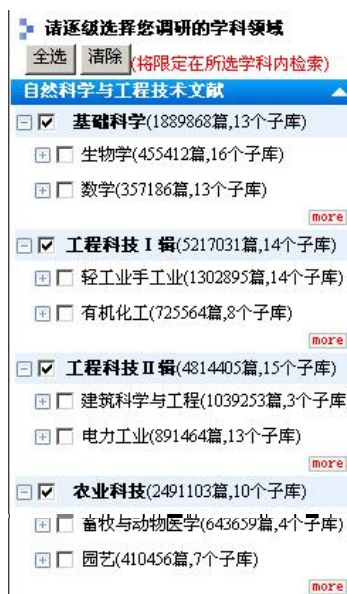 请逐级选择您调研的学科领域
全选 清除 (将限定在所选学科内检索)
自然科学与工程技术文献
基础科学(1889868篇,13个子库)
生物学(455412篇,16个子库)
数学(357186篇,13个子库)
more
工程科技Ⅰ辑(5217031篇,14个子库)
轻工业手工业(1302895篇,14个子库)
有机化工(725564篇,8个子库)
more
工程科技Ⅱ辑(4814405篇,15个子库)
建筑科学与工程(1039253篇,3个子库
电力工业(891464篇,13个子库)
more
农业科技(2491103篇,10个子库)
畜牧与动物医学(643659篇,4个子库)
园艺(410456篇,7个子库)
more